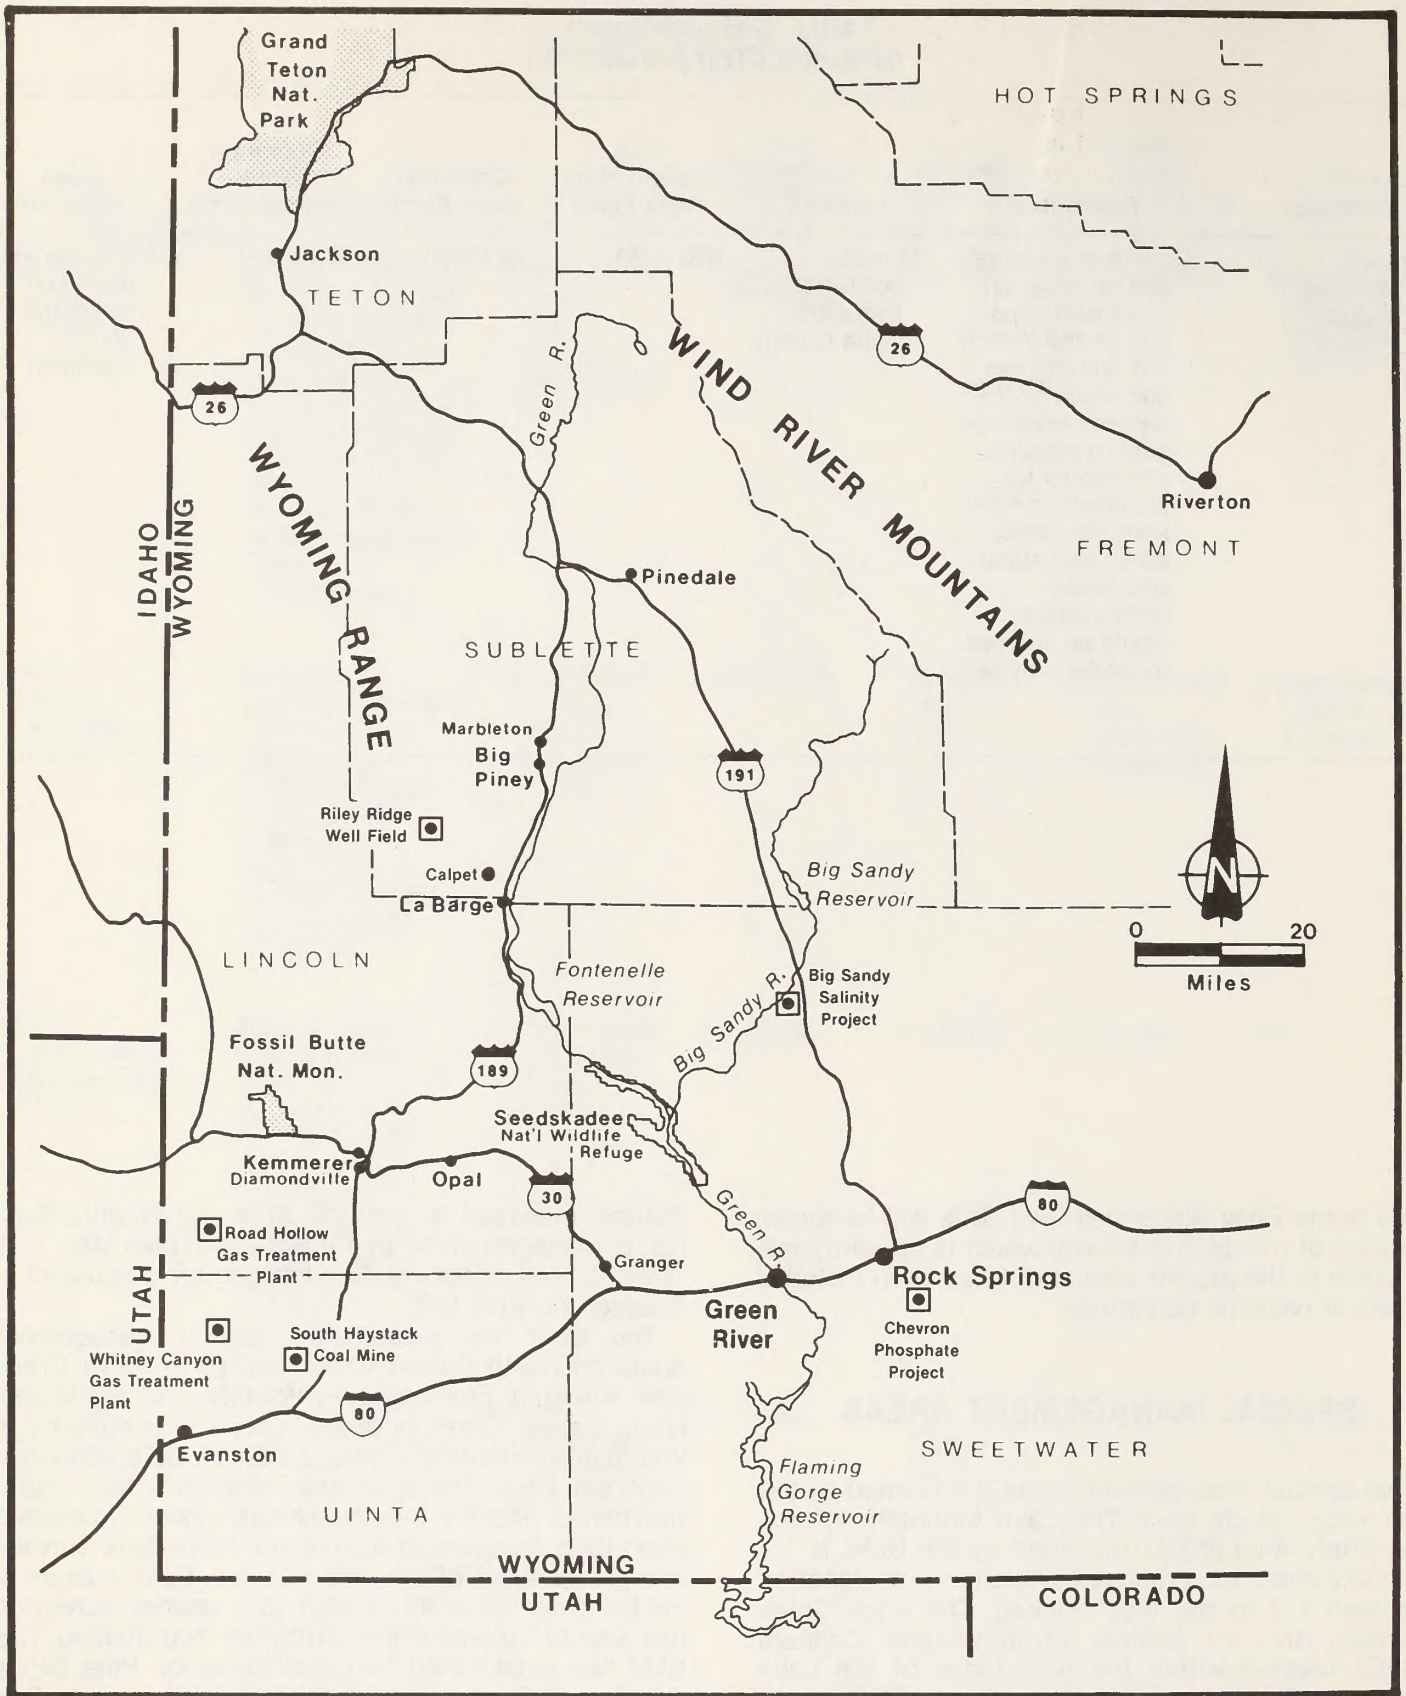 Grand
Teton
Nat.
Park
HOT SPRINGS
Jackson
TETON
Green R.
WIND RIVER MOUNTAINS
26
26
WYOMING RANGE
IDAHO
WYOMING
Riverton
FREMONT
Pinedale
SUBLETTE
Marbleton
Big
Piney
191
Riley Ridge
Well Field
Calpet
La Barge
Big Sandy
Reservoir
N
0 20
Miles
LINCOLN
Fontenelle
Reservoir
Big Sandy R.
Big Sandy
Salinity
Project
Fossil Butte
Nat. Mon.
189
Seedskadee
Nat'l Wildlife
Refuge
Kemmerer
Diamondville
Opal
30
Green R.
80
Road Hollow
Gas Treatment
Plant
Granger
Rock Springs
Green
River
UTAH
WYOMING
South Haystack
Coal Mine
Chevron
Phosphate
Project
Whitney Canyon
Gas Treatment
Plant
80
Evanston
SWEETWATER
Flaming
Gorge
Reservoir
UINTA
WYOMING
UTAH
COLORADO